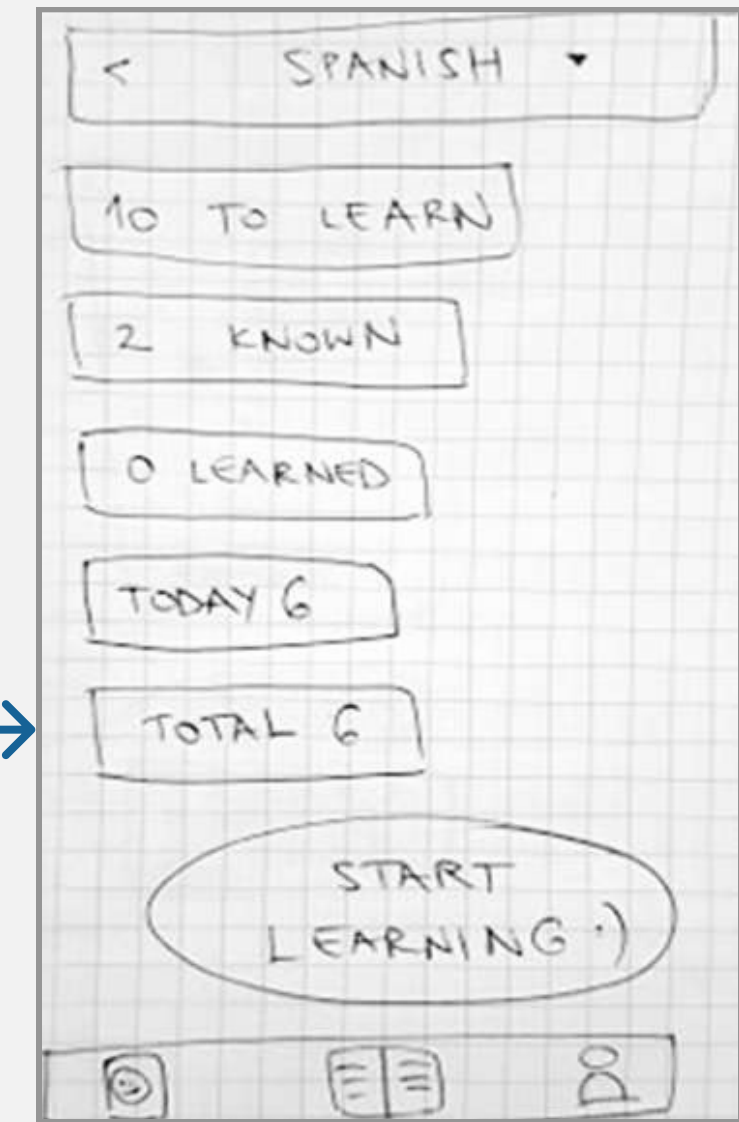 < SPANISH ▾
10 TO LEARN
2 KNOWN
0 LEARNED
TODAY 6
TOTAL 6
START
LEARNING :)